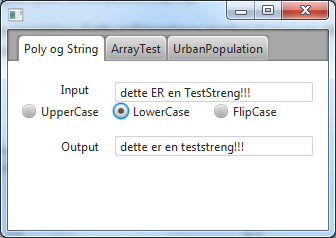 Poly og String ArrayTest UrbanPopulation
Input dette ER en TestStreng!!!
UpperCase LowerCase FlipCase
Output dette er en teststreng!!!